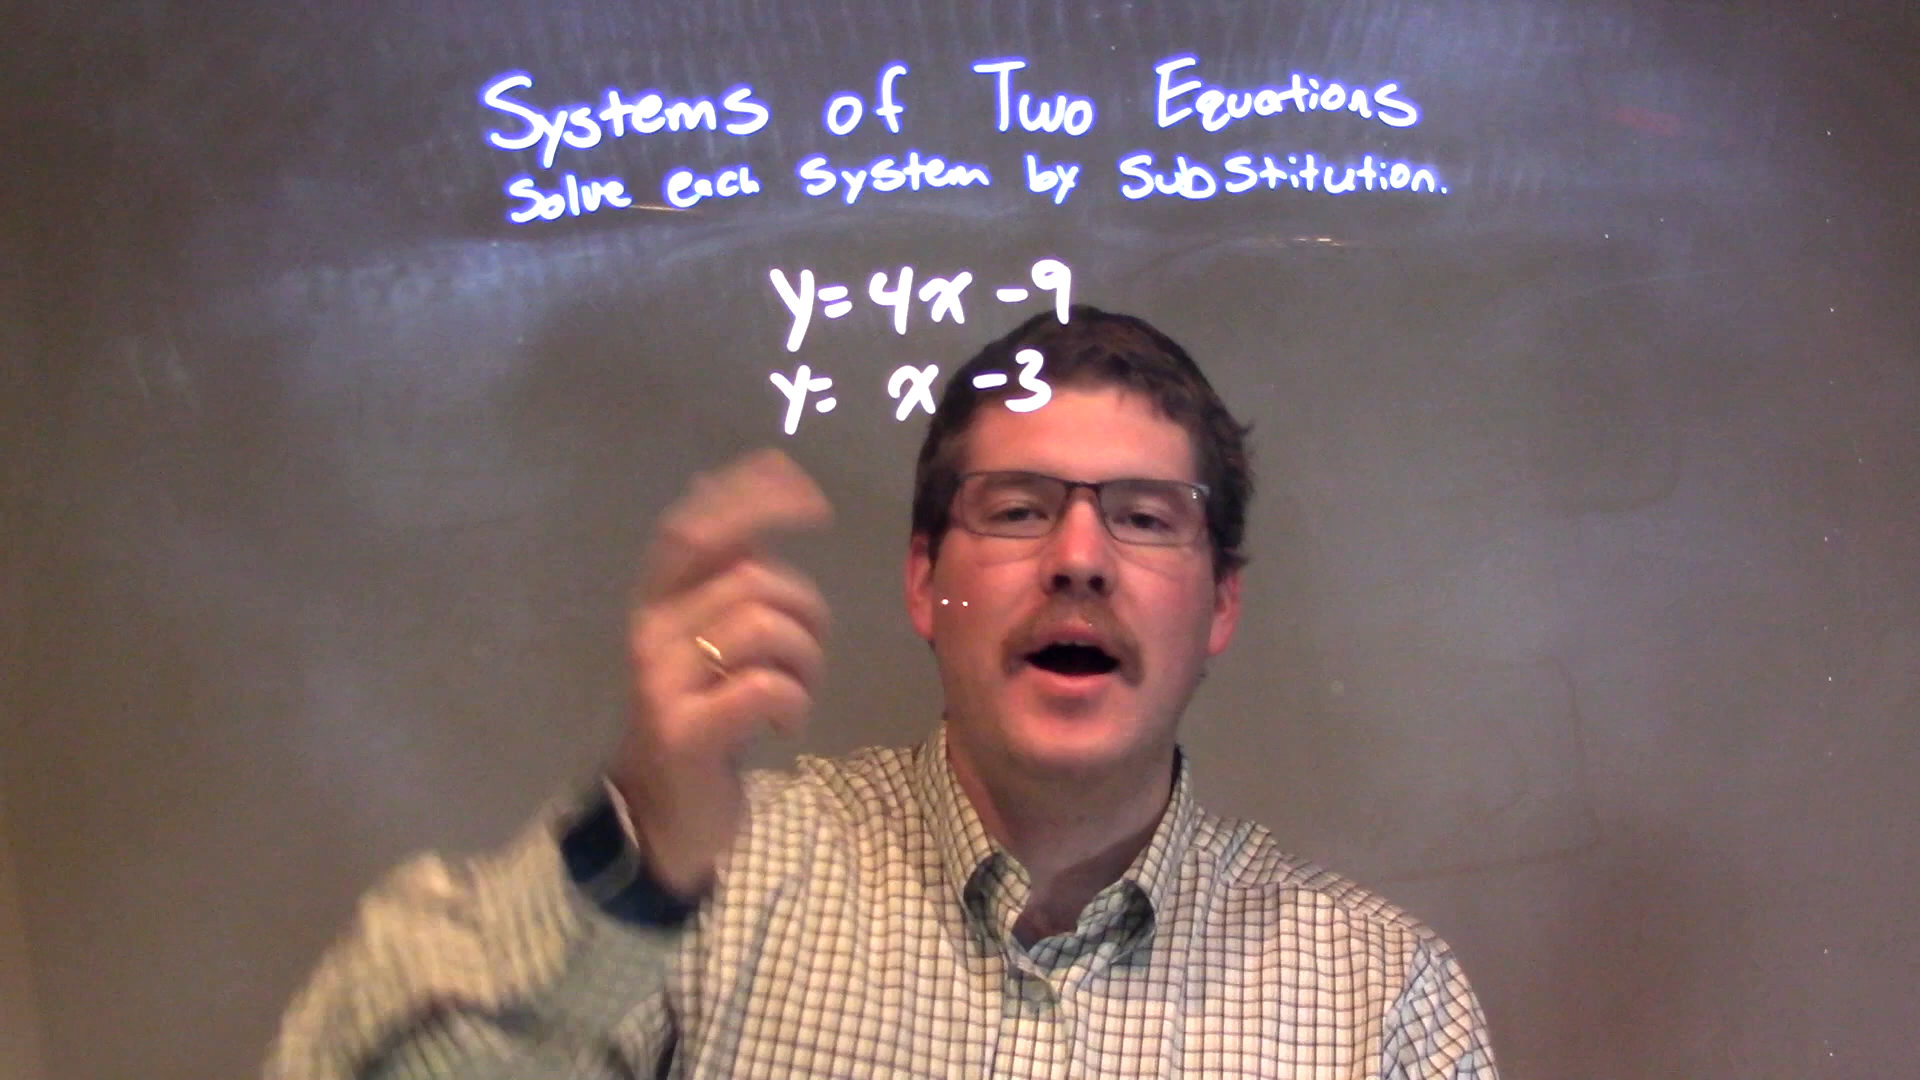 Systems of Two Equations
Solve each system by Substitution.
y = 4x - 9
y = x - 3